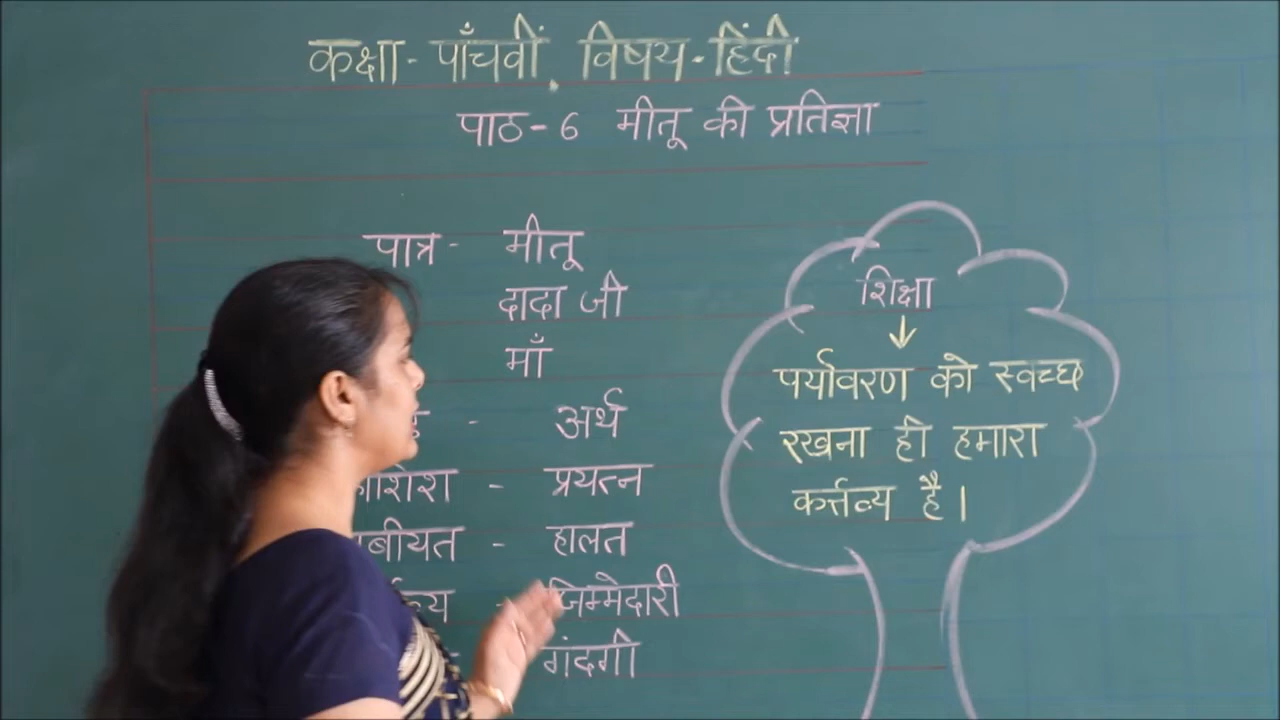 कक्षा - पाँचवीं, विषय - हिंदी
पाठ - 6 मीतू की प्रतिज्ञा
पात्र - मीतू
दादा जी
माँ
- अर्थ
- प्रयत्न
- हालत
- जिम्मेदारी
गंदगी
शिक्षा
↓
पर्यावरण को स्वच्छ
रखना ही हमारा
कर्त्तव्य है।